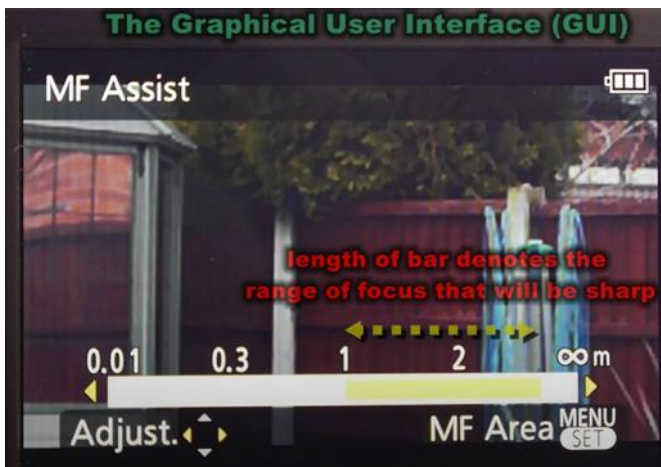 The Graphical User Interface (GUI)
MF Assist
length of bar denotes the
range of focus that will be sharp
0.01 0.3 1 2 ∞ m
Adjust. MF Area MENU
SET